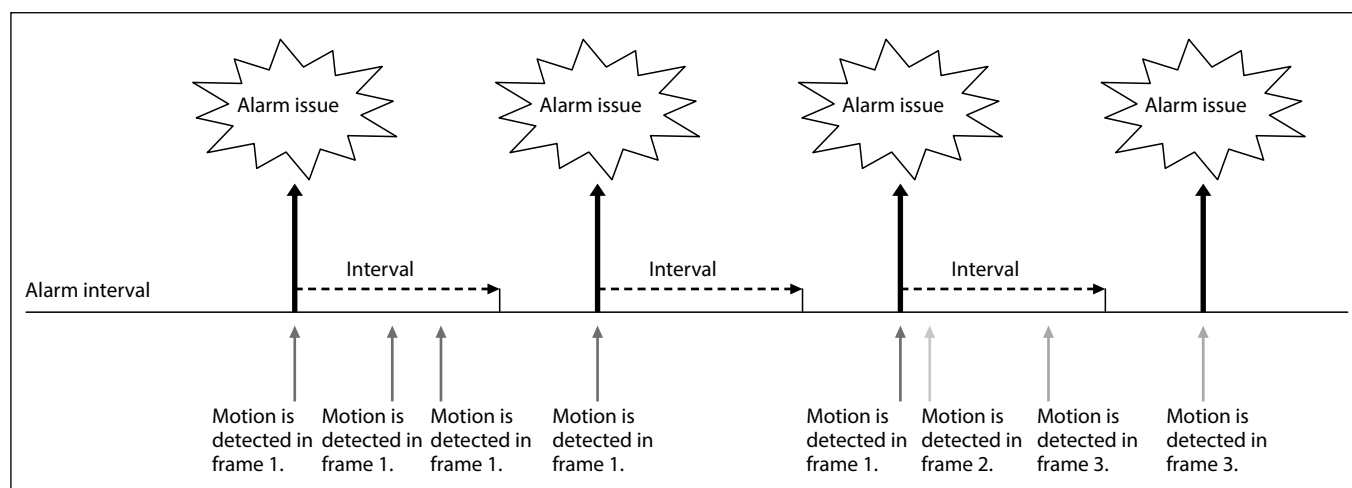 Alarm issue
Alarm issue
Alarm issue
Alarm issue
Interval
Interval
Interval
Alarm interval
Motion is
detected in
frame 1.
Motion is
detected in
frame 1.
Motion is
detected in
frame 1.
Motion is
detected in
frame 1.
Motion is
detected in
frame 1.
Motion is
detected in
frame 2.
Motion is
detected in
frame 3.
Motion is
detected in
frame 3.